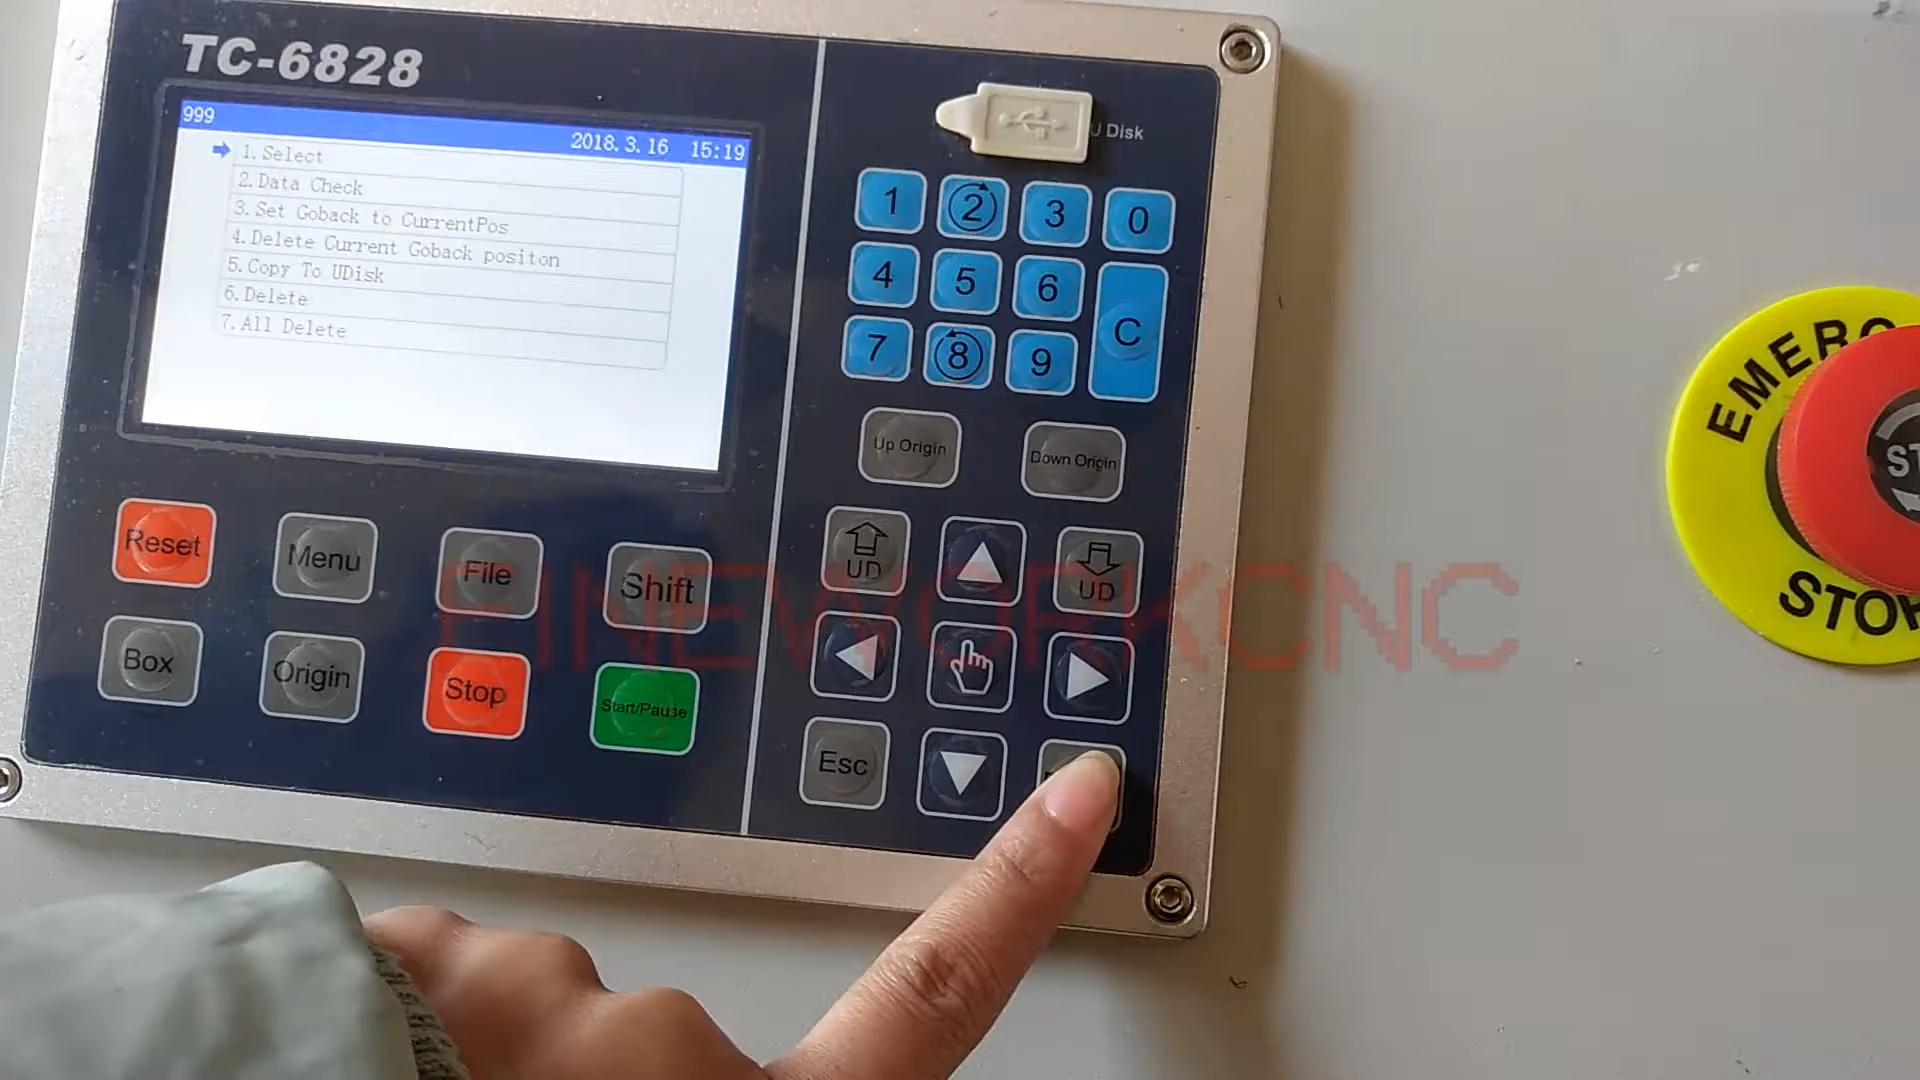 TC-6828
999
2018. 3. 16 15:19
1.Select
2.Data Check
3.Set Goback to CurrentPos
4.Delete Current Goback positon
5.Copy To UDisk
6.Delete
7.All Delete
U Disk
1 2 3 0
4 5 6
C
7 8 9
Up Origin Down Origin
Reset Menu File Shift
UD UD
Box Origin Stop Start/Pause
Esc
FINEWORKCNC
STOP